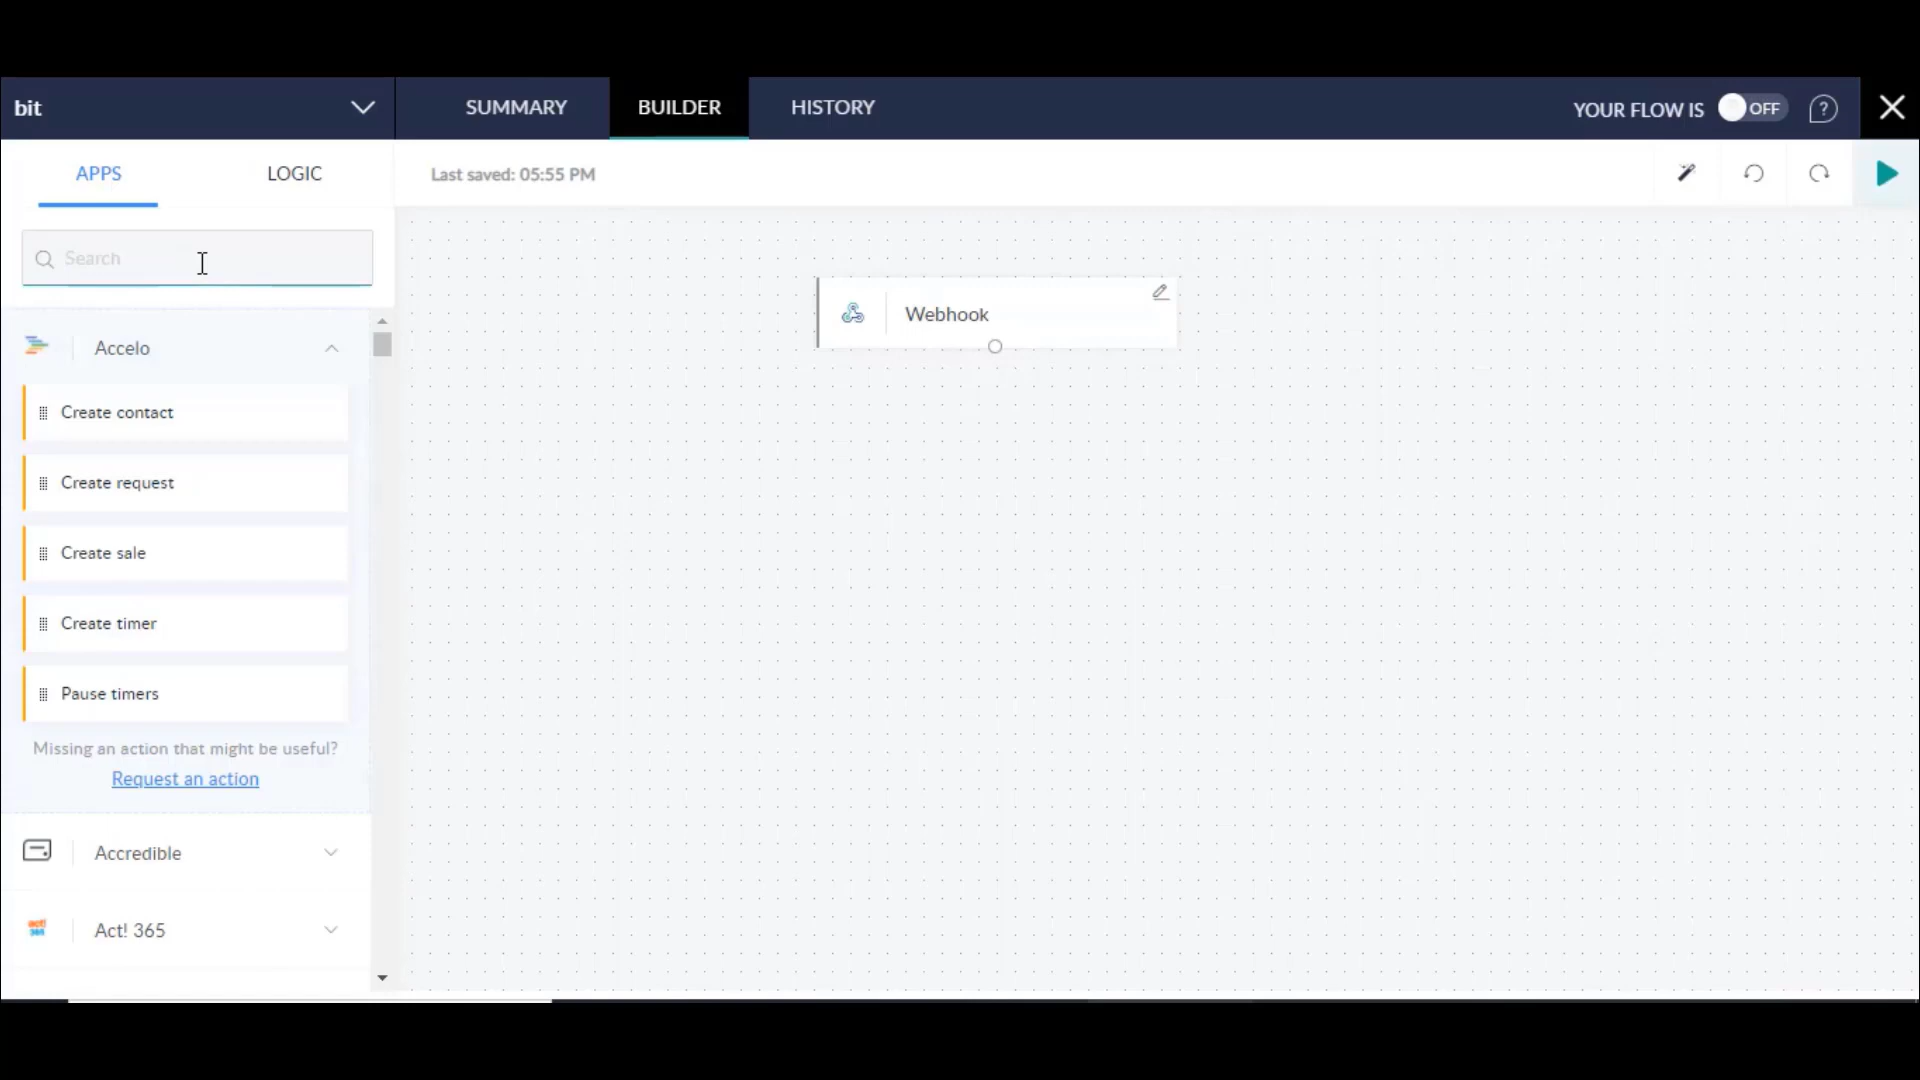 bit
SUMMARY
BUILDER
HISTORY
YOUR FLOW IS
OFF
?
APPS
LOGIC
Last saved: 05:55 PM
Search
Webhook
Accelo
Create contact
Create request
Create sale
Create timer
Pause timers
Missing an action that might be useful?
Request an action
Accredible
act!
365
Act! 365